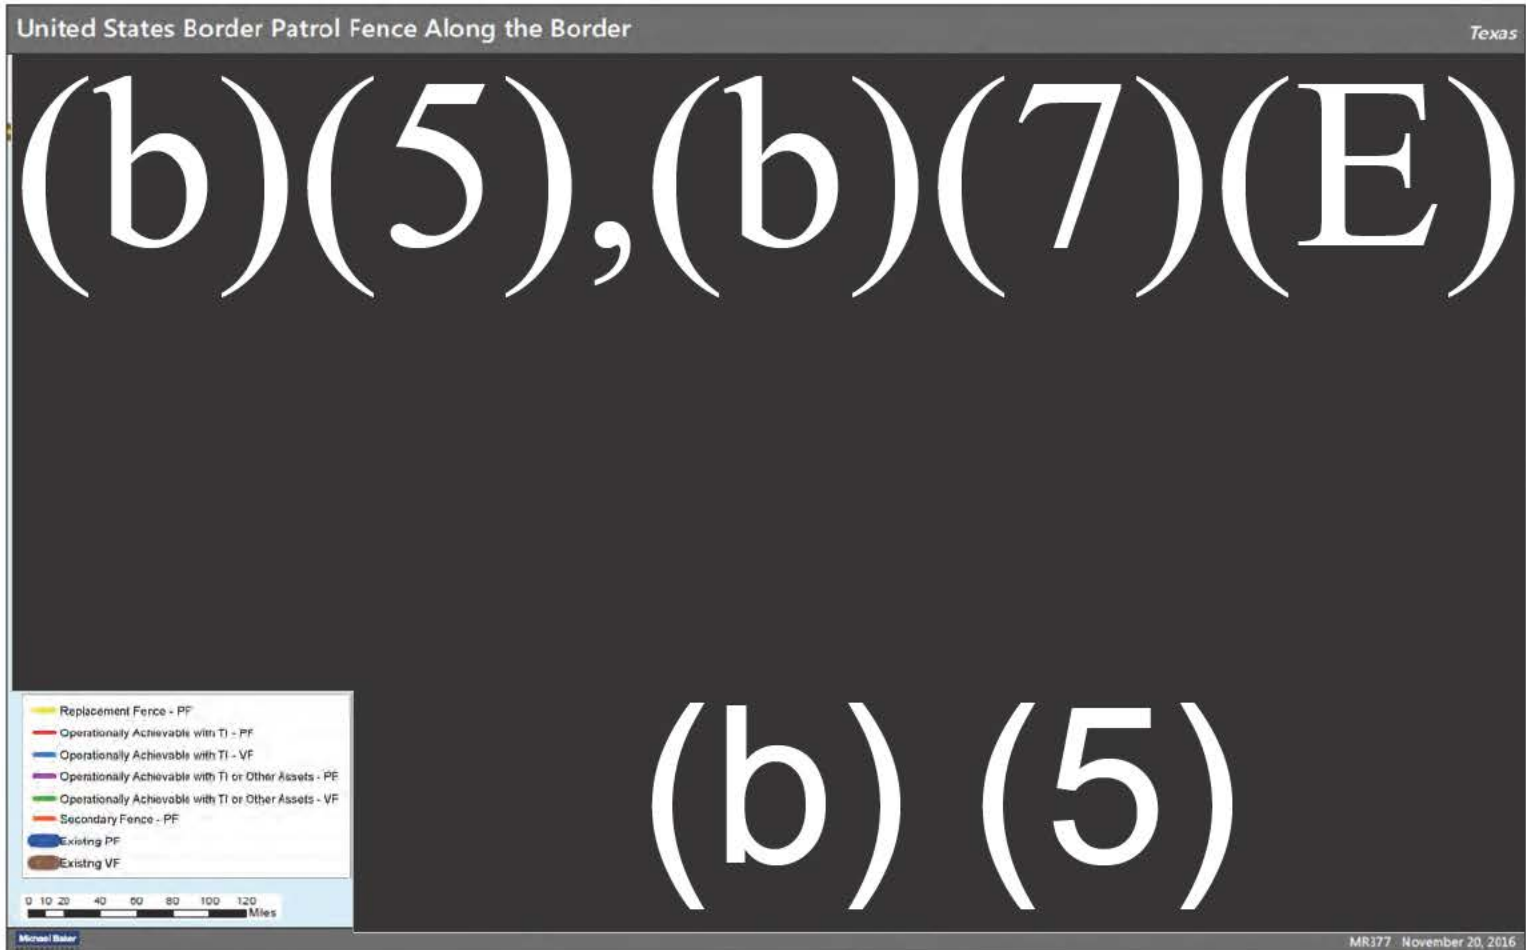 United States Border Patrol Fence Along the Border
Texas
(b)(5),(b)(7)(E)
(b) (5)
Replacement Fence - PF
Operationally Achievable with TI - PF
Operationally Achievable with TI - VF
Operationally Achievable with TI or Other Assets - PF
Operationally Achievable with TI or Other Assets - VF
Secondary Fence - PF
Existing PF
Existing VF
0 10 20 40 60 80 100 120
Miles
Michael Baker
MR377 November 20, 2016